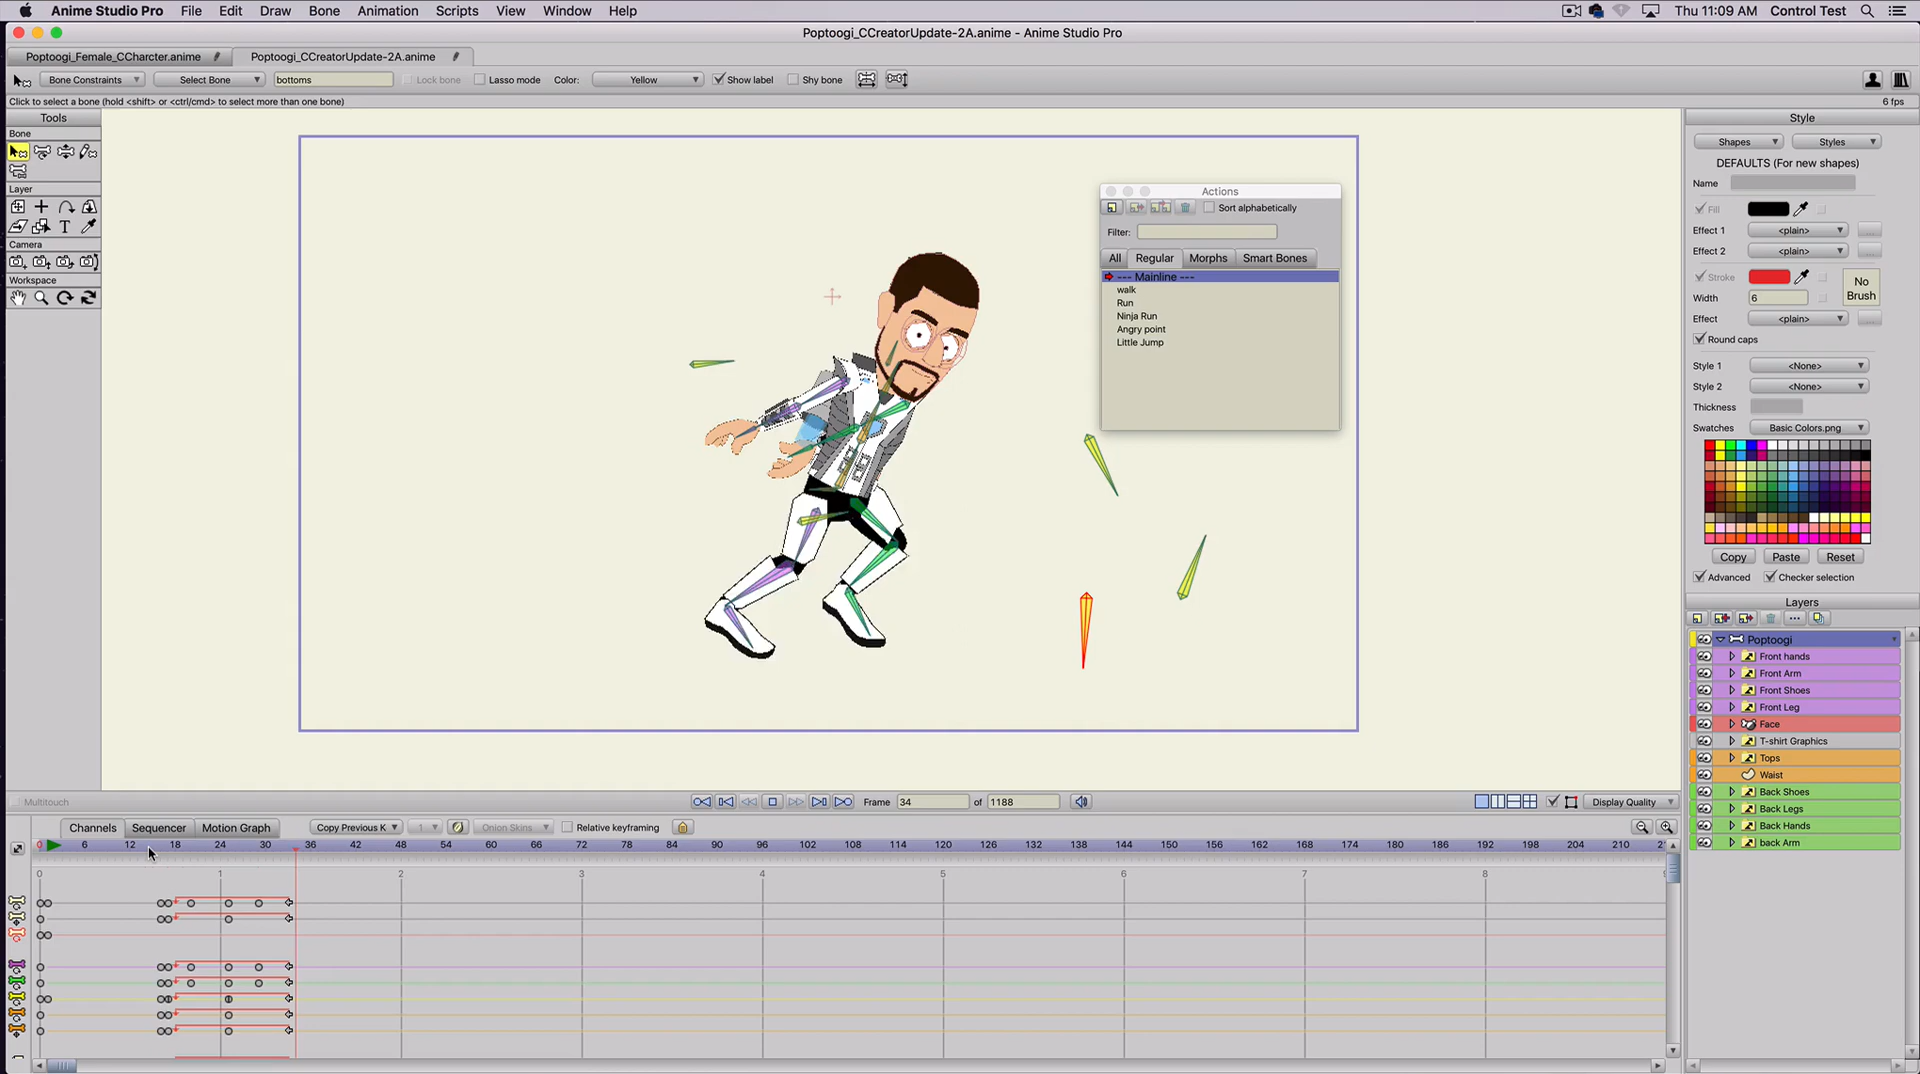 Anime Studio Pro File Edit Draw Bone Animation Scripts View Window Help Thu 11:09 AM Control Test
Poptoogi_CCreatorUpdate-2A.anime - Anime Studio Pro
Poptoogi_Female_CCharter.anime Poptoogi_CCreatorUpdate-2A.anime
Bone Constraints Select Bone bottoms Lock bone Lasso mode Color: Yellow Show label Shy bone
Click to select a bone (hold <shift> or <ctrl/cmd> to select more than one bone) 6 fps
Tools
Bone
Layer
T
Camera
Workspace
Actions
Sort alphabetically
Filter:
All Regular Morphs Smart Bones
--- Mainline ---
walk
Run
Ninja Run
Angry point
Little Jump
Style
Shapes Styles
DEFAULTS (For new shapes)
Name
Fill
Effect 1 <plain> ...
Effect 2 <plain> ...
Stroke
No Brush
Width 6
Effect <plain> ...
Round caps
Style 1 <None>
Style 2 <None>
Thickness
Swatches Basic Colors.png
Copy Paste Reset
Advanced Checker selection
Layers
Poptoogi
Front hands
Front Arm
Front Shoes
Front Leg
Face
T-shirt Graphics
Tops
Waist
Back Shoes
Back Legs
Back Hands
back Arm
Multitouch Frame 34 of 1188 Display Quality
Channels Sequencer Motion Graph Copy Previous K 1 Onion Skins Relative keyframing
0 6 12 18 24 30 36 42 48 54 60 66 72 78 84 90 96 102 108 114 120 126 132 138 144 150 156 162 168 174 180 186 192 198 204 210
0 1 2 3 4 5 6 7 8